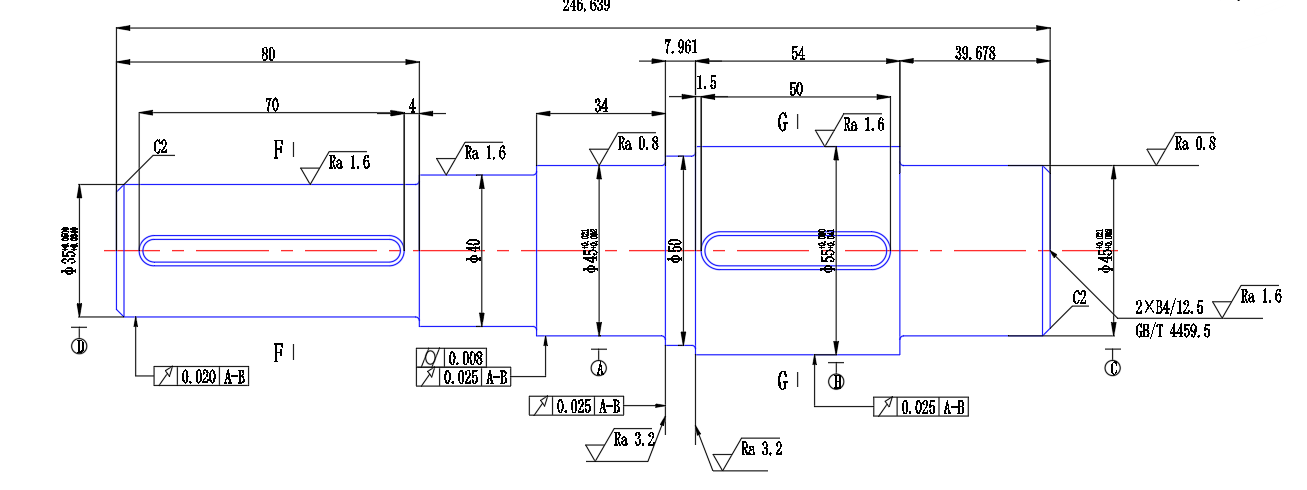 246.639
7.961
80
54
39.678
1.5
70
4
34
50
G
Ra 1.6
Ra 0.8
Ra 0.8
C2
F
Ra 1.6
Ra 1.6
ϕ35
ϕ40
ϕ45
ϕ50
ϕ55
ϕ45
C2
2×B4/12.5
Ra 1.6
GB/T 4459.5
D
F
0.008
0.020 A-B
0.025 A-B
A
G
C
0.025 A-B
0.025 A-B
Ra 3.2
Ra 3.2